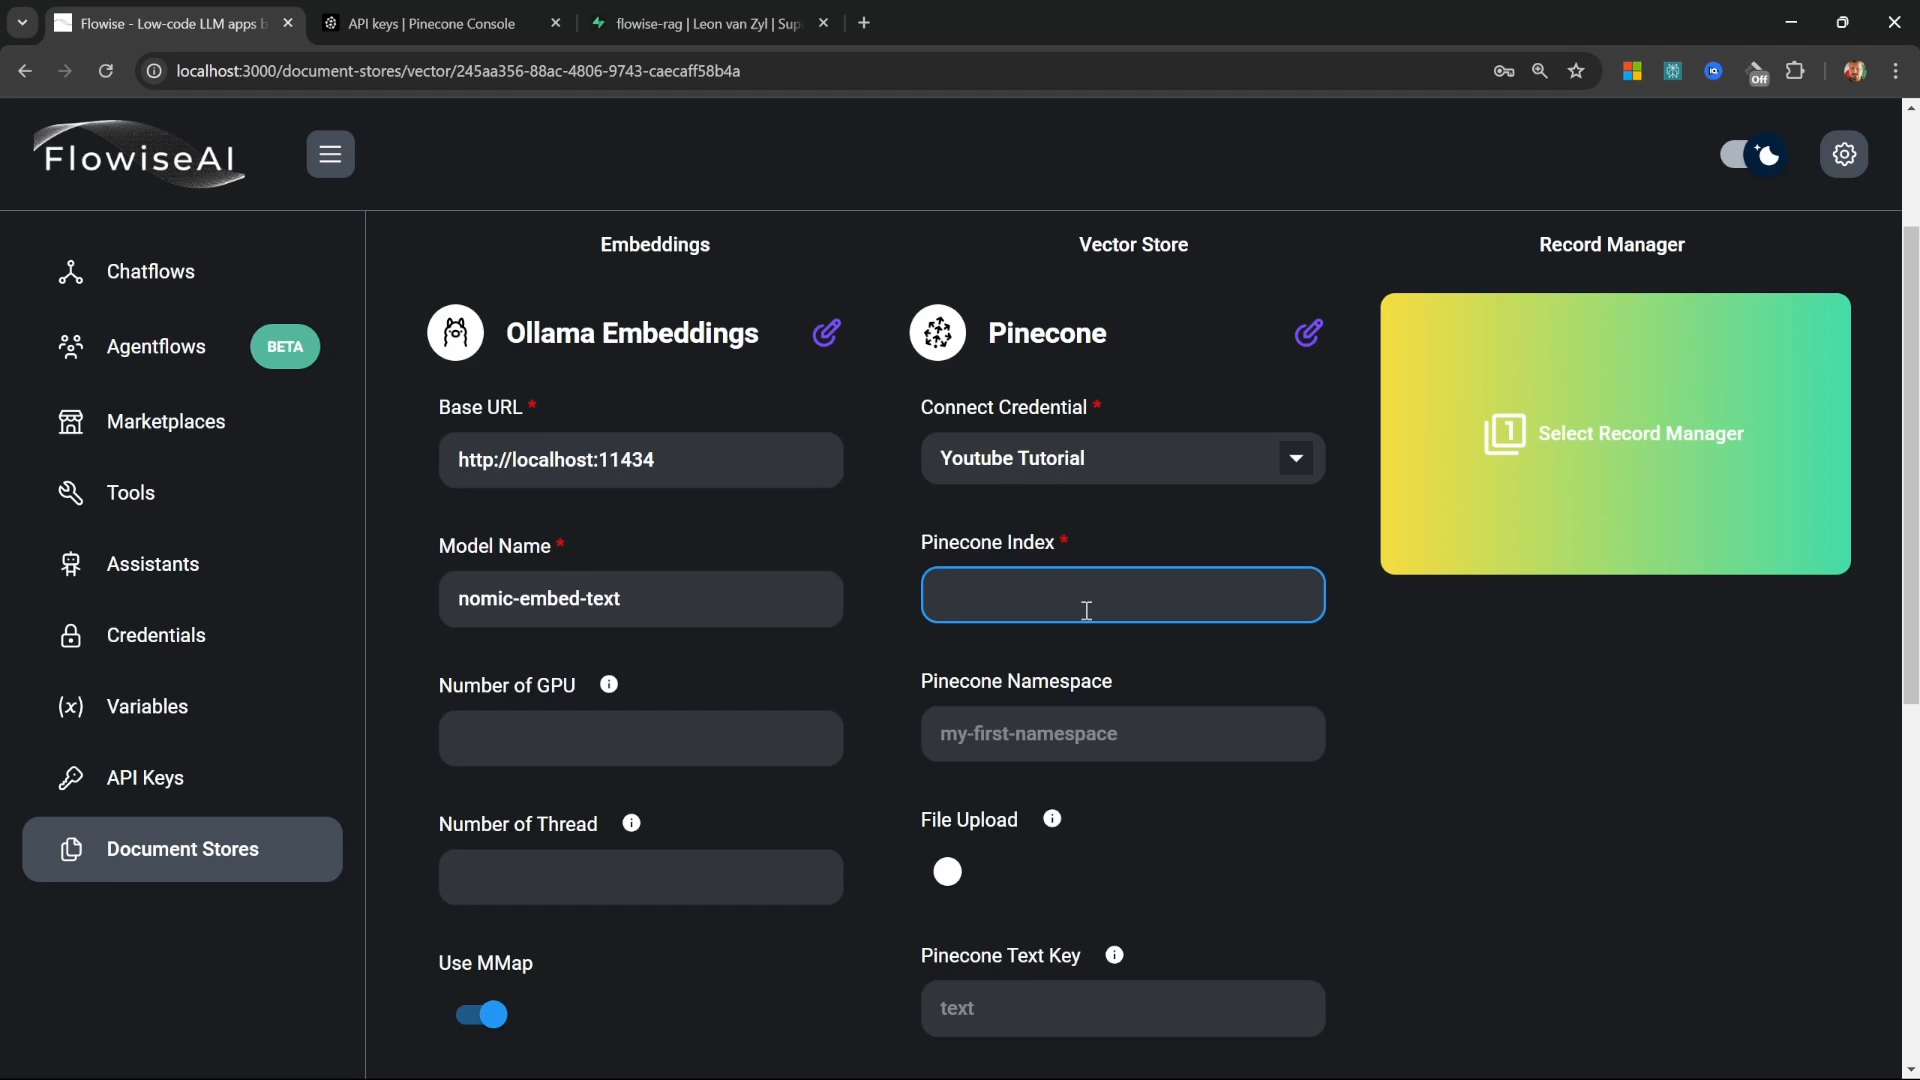 Flowise - Low-code LLM apps b
API keys | Pinecone Console
flowise-rag | Leon van Zyl | Sup
localhost:3000/document-stores/vector/245aa356-88ac-4806-9743-caecaff58b4a
Off
FlowiseAI
Chatflows
Agentflows
BETA
Marketplaces
Tools
Assistants
Credentials
(x) Variables
API Keys
Document Stores
Embeddings
Ollama Embeddings
Base URL *
http://localhost:11434
Model Name *
nomic-embed-text
Number of GPU
Number of Thread
Use MMap
Vector Store
Pinecone
Connect Credential *
Youtube Tutorial
Pinecone Index *
Pinecone Namespace
my-first-namespace
File Upload
Pinecone Text Key
text
Record Manager
1 Select Record Manager